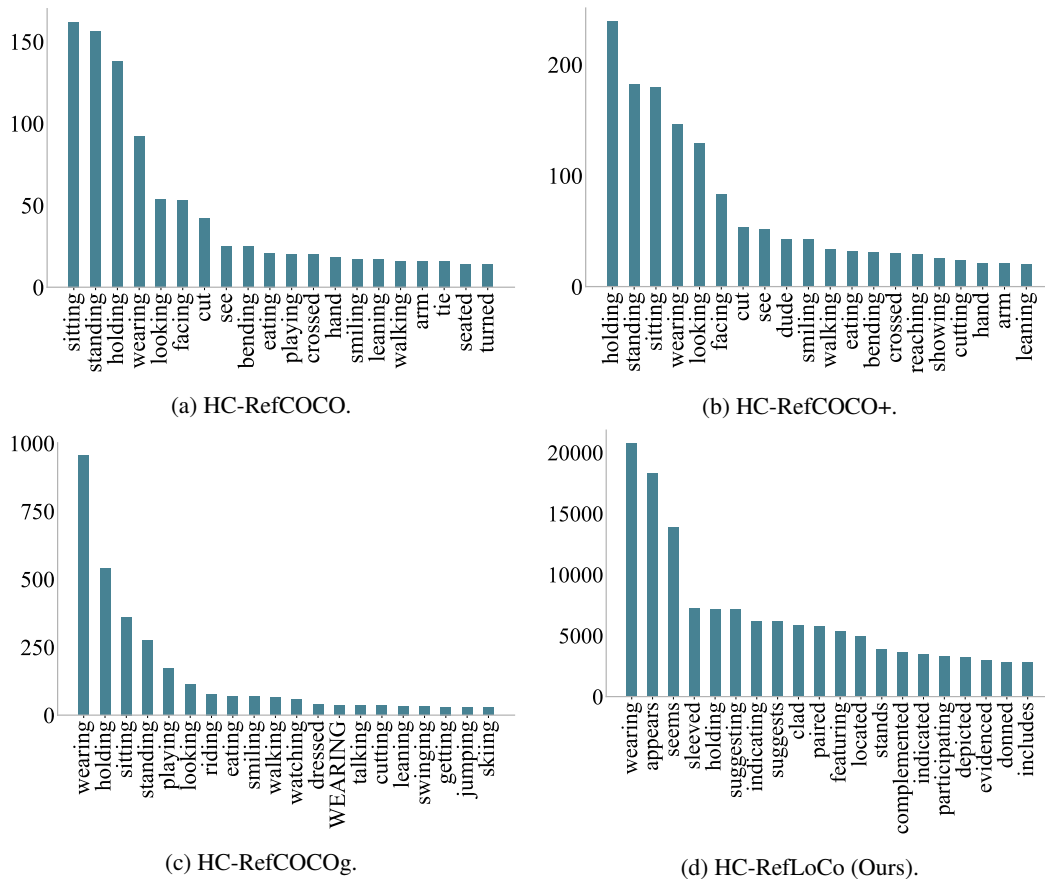 150
100
50
0
sitting
standing
holding
wearing
looking
facing
cut
see
bending
eating
playing
crossed
hand
smiling
leaning
walking
arm
tie
seated
turned
(a) HC-RefCOCO.
200
100
0
holding
standing
sitting
wearing
looking
facing
cut
see
dude
smiling
walking
eating
bending
crossed
reaching
showing
cutting
hand
arm
leaning
(b) HC-RefCOCO+.
1000
750
500
250
0
wearing
holding
sitting
standing
playing
looking
riding
eating
smiling
walking
watching
dressed
WEARING
talking
cutting
leaning
swinging
getting
jumping
skiing
(c) HC-RefCOCOg.
20000
15000
10000
5000
0
wearing
appears
seems
sleeved
holding
suggesting
indicating
suggests
clad
paired
featuring
located
stands
complemented
indicated
participating
depicted
evidenced
donned
includes
(d) HC-RefLoCo (Ours).